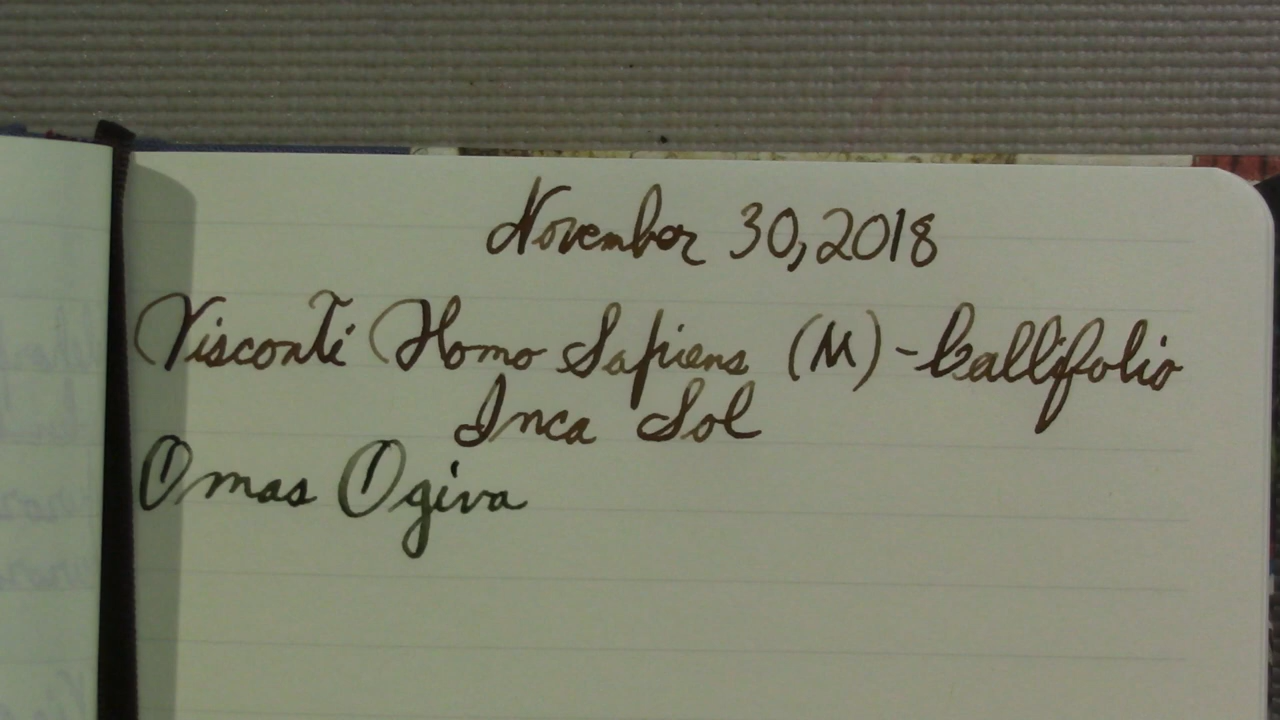 November 30, 2018
Visconti Homo Sapiens (M) - Callifolio
Inca Sol
Omas Ogiva